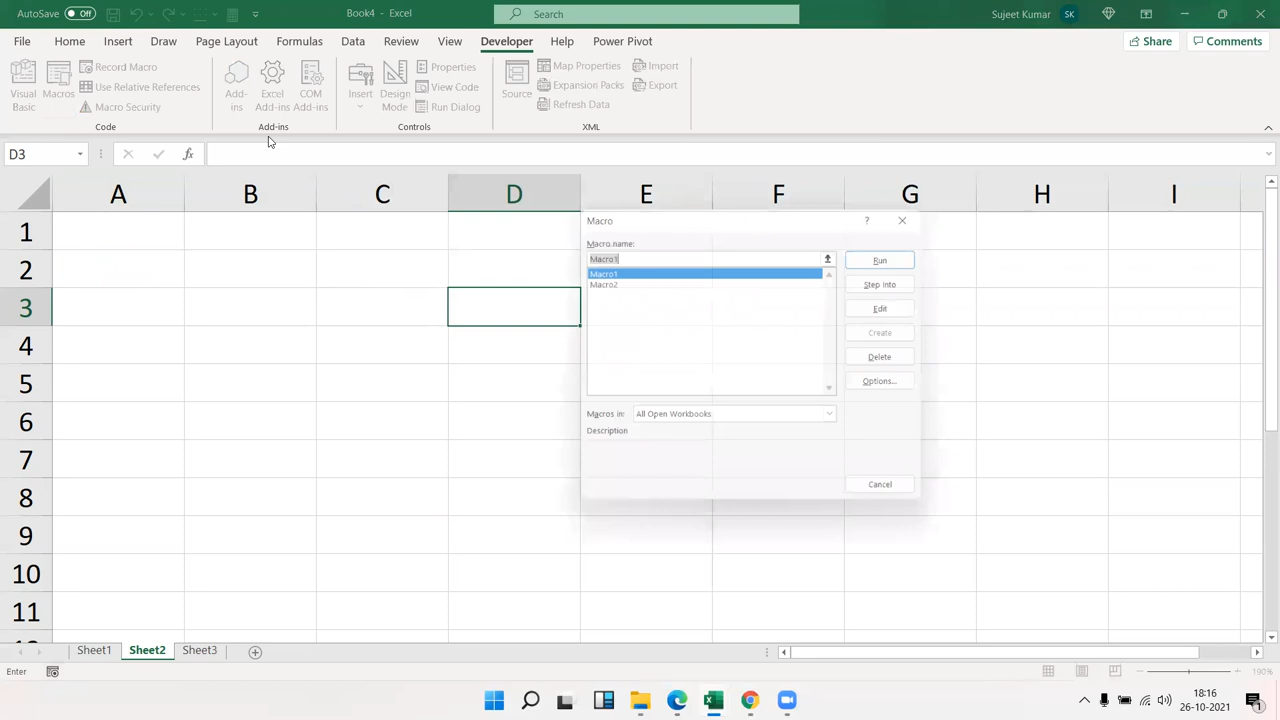 AutoSave Off Book4 - Excel Search Sujeet Kumar SK
File Home Insert Draw Page Layout Formulas Data Review View Developer Help Power Pivot Share Comments
Visual Basic
Macros
Record Macro
Use Relative References
Macro Security
Code
Add-ins
Excel Add-ins
COM Add-ins
Add-ins
Insert
Design Mode
Properties
View Code
Run Dialog
Controls
Source
Map Properties
Expansion Packs
Refresh Data
Import
Export
XML
D3 fx
A B C D E F G H I
1
2
3
4
5
6
7
8
9
10
11
Macro ?
Macro name:
Macro1
Macro1
Macro2
Run
Step Into
Edit
Create
Delete
Options...
Macros in: All Open Workbooks
Description
Cancel
Sheet1 Sheet2 Sheet3
Enter 190%
18:16
26-10-2021
1